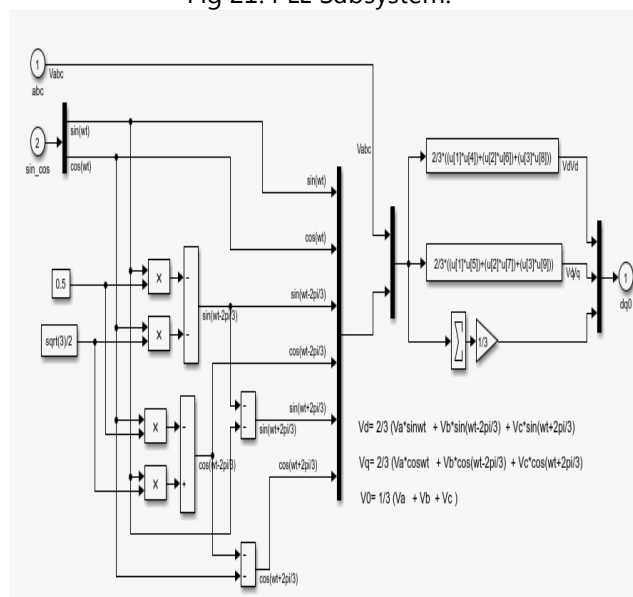 Fig 21. PLL Subsystem.
1
Vabc
abc
2
sin(wt)
cos(wt)
sin_cos
Vabc
sin(wt)
cos(wt)
sin(wt-2pi/3)
cos(wt-2pi/3)
sin(wt+2pi/3)
cos(wt+2pi/3)
0.5
sqrt(3)/2
×
-
×
-
sin(wt-2pi/3)
×
-
×
+
cos(wt-2pi/3)
-
-
sin(wt+2pi/3)
-
-
cos(wt+2pi/3)
2/3*((u[1]*u[4])+(u[2]*u[6])+(u[3]*u[8]))
2/3*((u[1]*u[5])+(u[2]*u[7])+(u[3]*u[9]))
∑
1/3
1
dq0
Vd= 2/3 (Va*sinwt + Vb*sin(wt-2pi/3) + Vc*sin(wt+2pi/3)
Vq= 2/3 (Va*coswt + Vb*cos(wt-2pi/3) + Vc*cos(wt+2pi/3)
V0= 1/3 (Va + Vb + Vc )